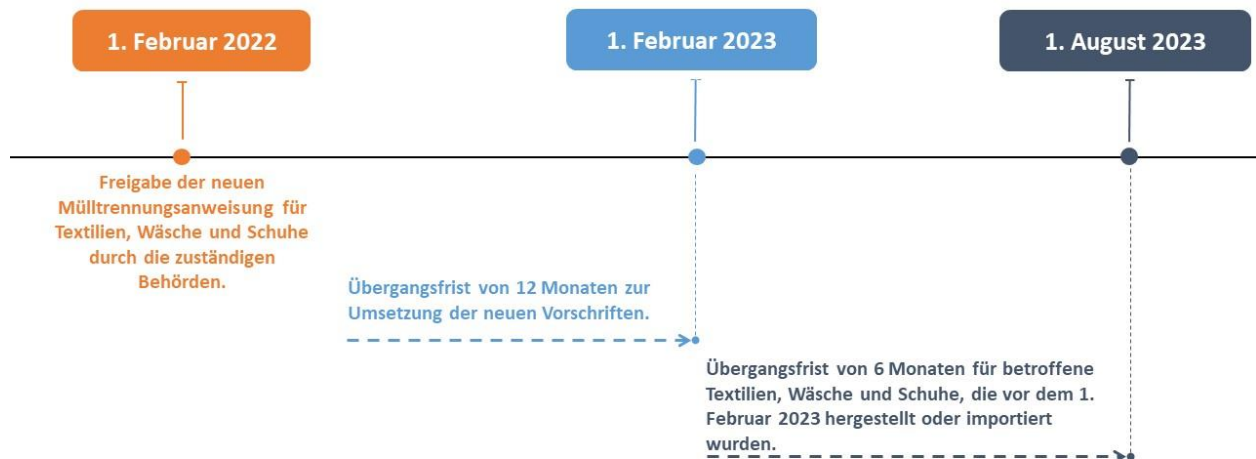 1. Februar 2022
1. Februar 2023
1. August 2023
Freigabe der neuen
Mülltrennungsanweisung für
Textilien, Wäsche und Schuhe
durch die zuständigen
Behörden.
Übergangsfrist von 12 Monaten zur
Umsetzung der neuen Vorschriften.
Übergangsfrist von 6 Monaten für betroffene
Textilien, Wäsche und Schuhe, die vor dem 1.
Februar 2023 hergestellt oder importiert
wurden.